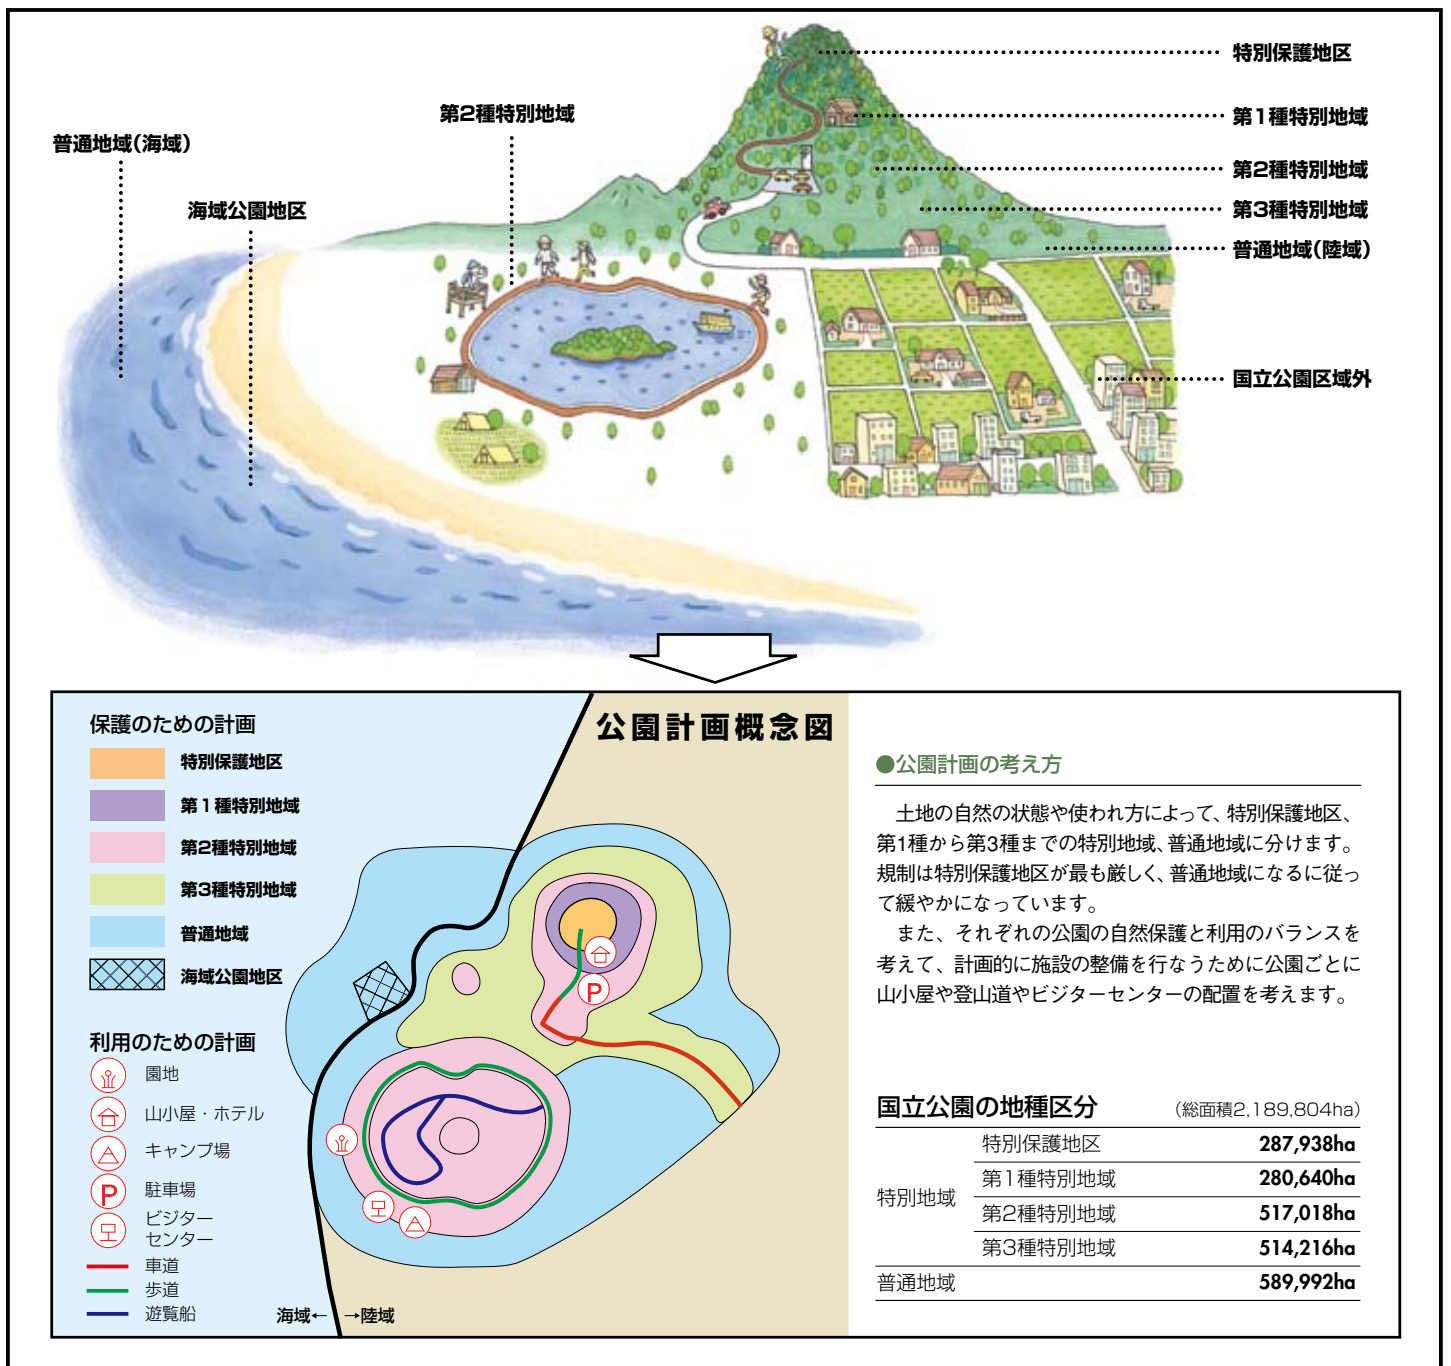 特別保護地区
第1種特別地域
第2種特別地域
第3種特別地域
普通地域(陸域)
国立公園区域外
第2種特別地域
普通地域(海域)
海域公園地区
公園計画概念図
保護のための計画
特別保護地区
第1種特別地域
第2種特別地域
第3種特別地域
普通地域
海域公園地区
利用のための計画
園地
山小屋・ホテル
キャンプ場
P 駐車場
ビジター
センター
車道
歩道
遊覧船
海域← →陸域
P
●公園計画の考え方
土地の自然の状態や使われ方によって、特別保護地区、
第1種から第3種までの特別地域、普通地域に分けます。
規制は特別保護地区が最も厳しく、普通地域になるに従っ
て緩やかになっています。
また、それぞれの公園の自然保護と利用のバランスを
考えて、計画的に施設の整備を行なうために公園ごとに
山小屋や登山道やビジターセンターの配置を考えます。
国立公園の地種区分 (総面積2,189,804ha)
特別地域
特別保護地区 287,938ha
第1種特別地域 280,640ha
第2種特別地域 517,018ha
第3種特別地域 514,216ha
普通地域 589,992ha